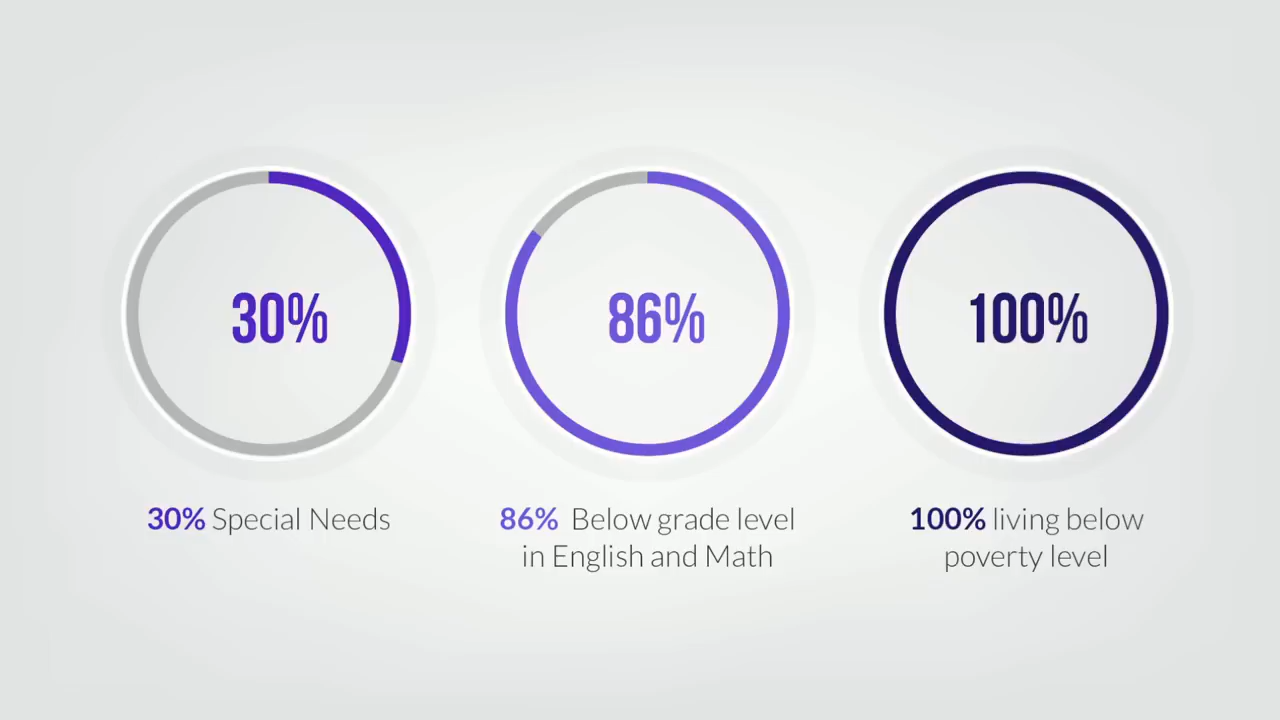 30%
86%
100%
30% Special Needs
86% Below grade level
in English and Math
100% living below
poverty level